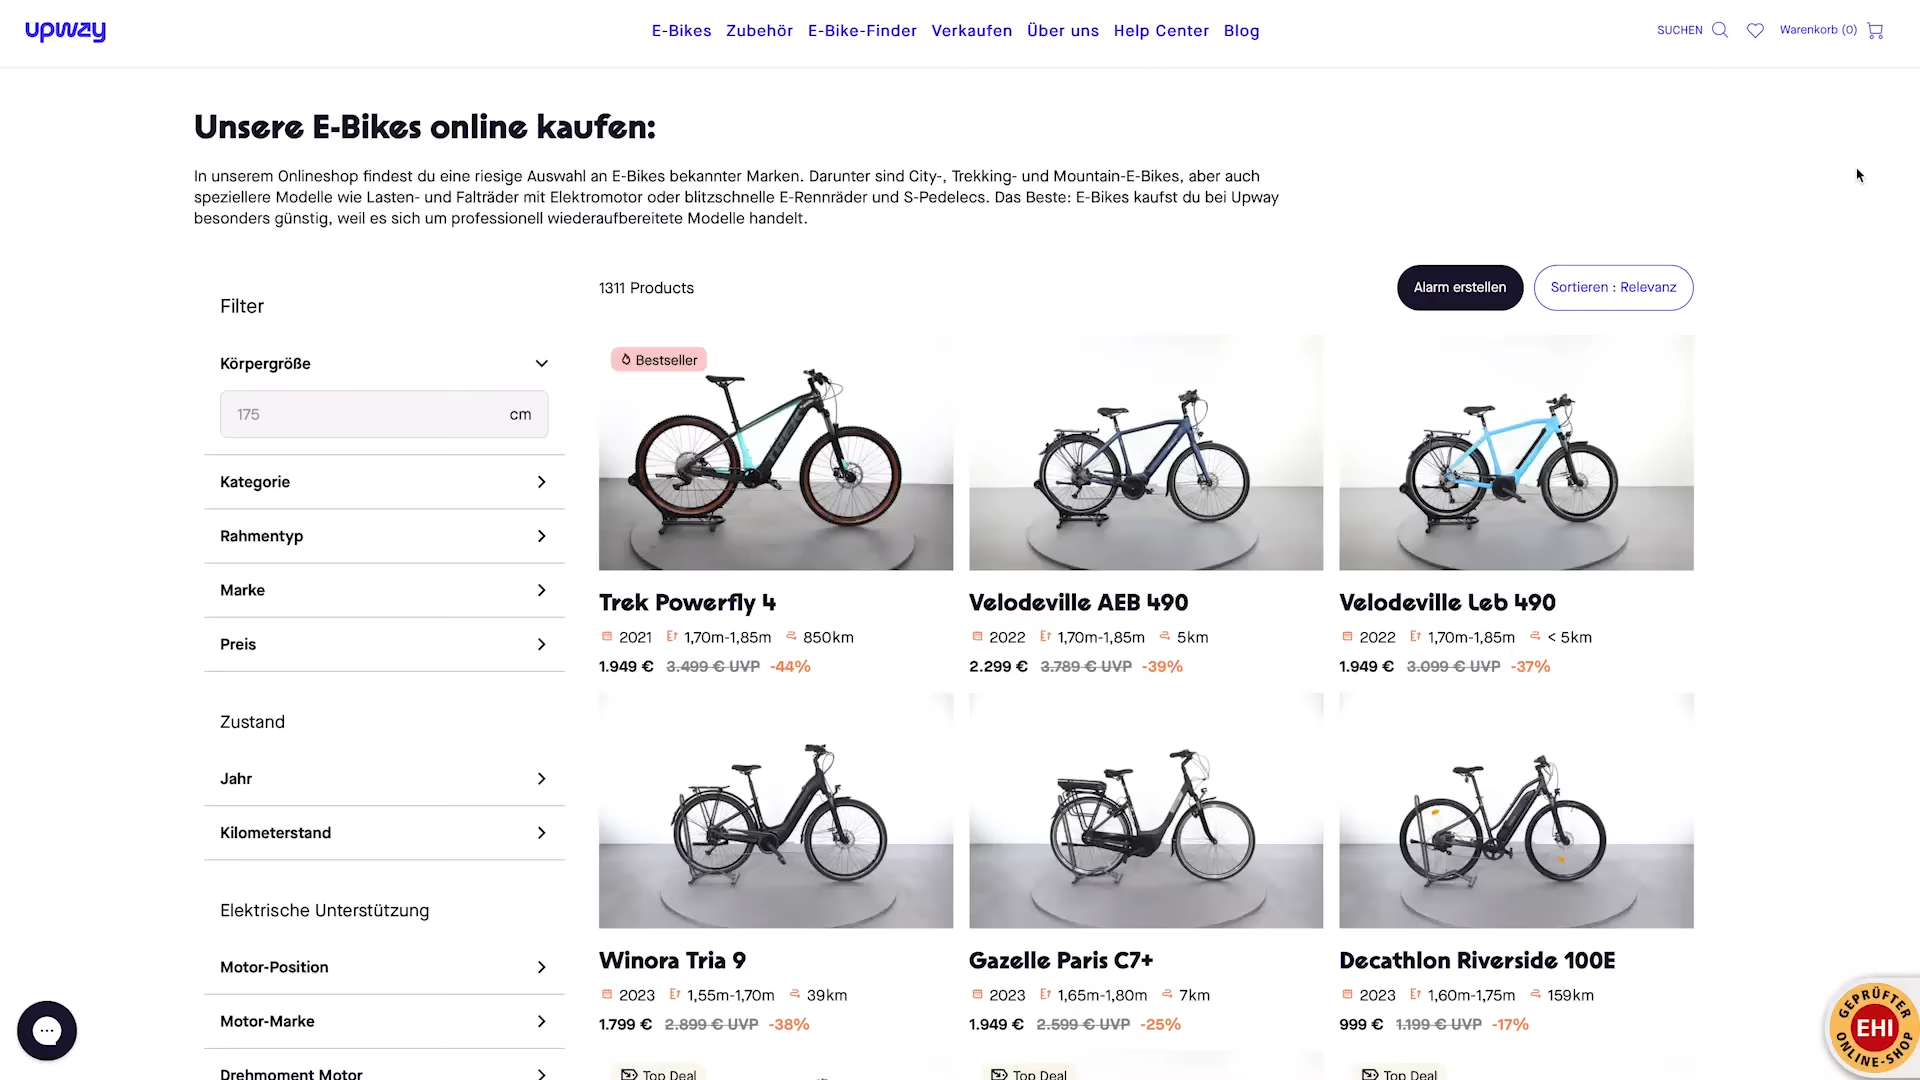 upway
E-Bikes Zubehör E-Bike-Finder Verkaufen Über uns Help Center Blog
SUCHEN Warenkorb (0)
Unsere E-Bikes online kaufen:
In unserem Onlineshop findest du eine riesige Auswahl an E-Bikes bekannter Marken. Darunter sind City-, Trekking- und Mountain-E-Bikes, aber auch
speziellere Modelle wie Lasten- und Falträder mit Elektromotor oder blitzschnelle E-Rennräder und S-Pedelecs. Das Beste: E-Bikes kaufst du bei Upway
besonders günstig, weil es sich um professionell wiederaufbereitete Modelle handelt.
Filter
Körpergröße
175 cm
Kategorie
Rahmentyp
Marke
Preis
Zustand
Jahr
Kilometerstand
Elektrische Unterstützung
Motor-Position
Motor-Marke
Drehmoment Motor
1311 Products
Alarm erstellen
Sortieren : Relevanz
Bestseller
TREK
Trek Powerfly 4
2021 1,70m-1,85m 850km
1.949 € 3.499 € UVP -44%
Velodeville AEB 490
2022 1,70m-1,85m 5km
2.299 € 3.789 € UVP -39%
Velodeville Leb 490
2022 1,70m-1,85m < 5km
1.949 € 3.099 € UVP -37%
Winora Tria 9
2023 1,55m-1,70m 39km
1.799 € 2.899 € UVP -38%
Gazelle Paris C7+
2023 1,65m-1,80m 7km
1.949 € 2.599 € UVP -25%
Decathlon Riverside 100E
2023 1,60m-1,75m 159km
999 € 1.199 € UVP -17%
Top Deal
Top Deal
Top Deal
GEPRÜFTER
EHI
ONLINE-SHOP